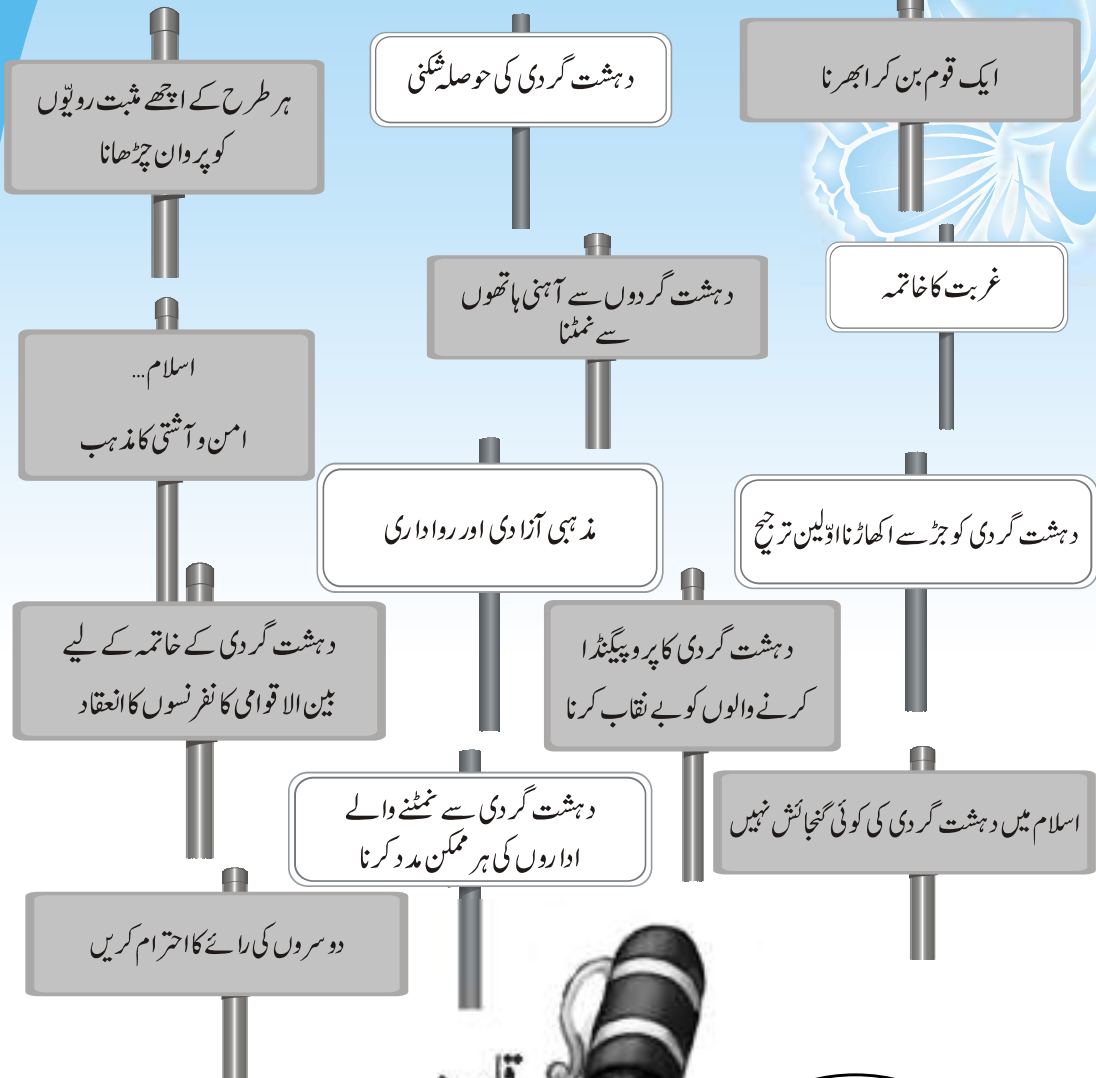 ایک قوم بن کر ابھرنا
دہشت گردی کی حوصلہ شکنی
ہر طرح کے اچھے مثبت رویّوں
کو پروان چڑھانا
غربت کا خاتمہ
دہشت گردوں سے آہنی ہاتھوں
سے نمٹنا
اسلام...
امن و آشتی کا مذہب
دہشت گردی کو جڑ سے اکھاڑنا اوّلین ترجیح
مذہبی آزادی اور رواداری
دہشت گردی کا پروپیگنڈا
کرنے والوں کو بے نقاب کرنا
دہشت گردی کے خاتمہ کے لیے
بین الاقوامی کانفرنسوں کا انعقاد
اسلام میں دہشت گردی کی کوئی گنجائش نہیں
دہشت گردی سے نمٹنے والے
اداروں کی ہر ممکن مدد کرنا
دوسروں کی رائے کا احترام کریں